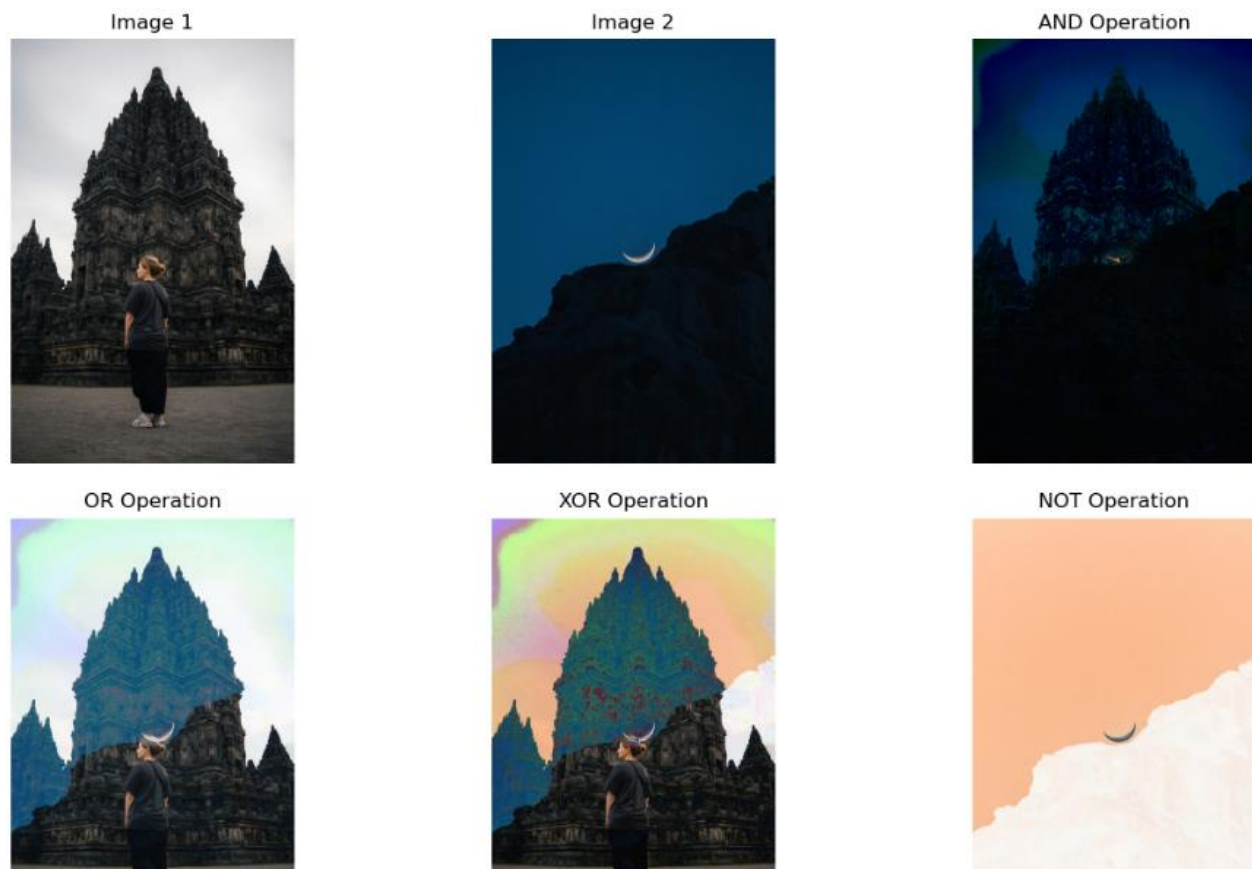 Image 1
Image 2
AND Operation
OR Operation
XOR Operation
NOT Operation